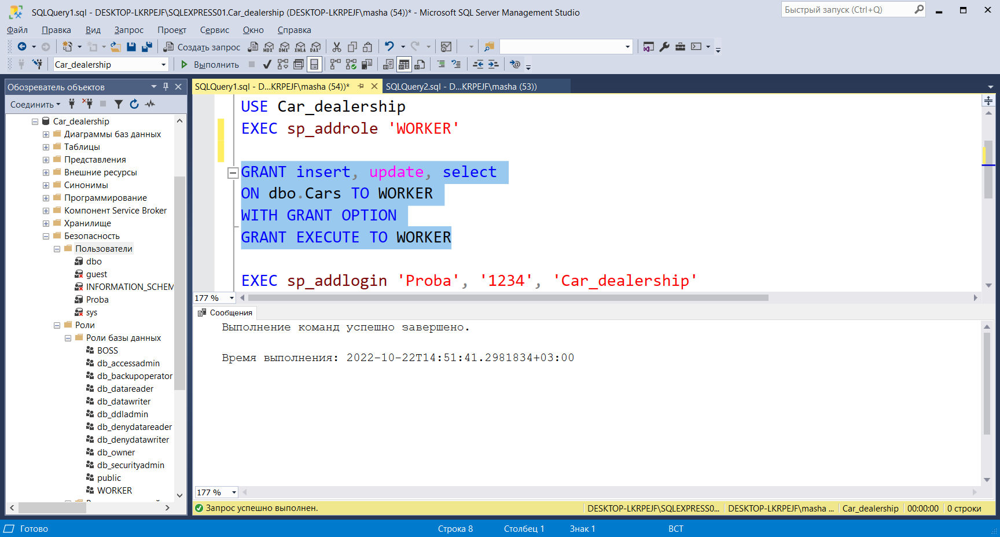 SQLQuery1.sql - DESKTOP-LKRPEJF\SQLEXPRESS01.Car_dealership (DESKTOP-LKRPEJF\masha (54))* - Microsoft SQL Server Management Studio
Быстрый запуск (Ctrl+Q)
Файл Правка Вид Запрос Проект Сервис Окно Справка
Создать запрос MDX DMX XMLA DAX
Car_dealership Выполнить
Обозреватель объектов
SQLQuery1.sql - D...KRPEJF\masha (54))*
SQLQuery2.sql - D...KRPEJF\masha (53))
Соединить
Car_dealership
Диаграммы баз данных
Таблицы
Представления
Внешние ресурсы
Синонимы
Программирование
Компонент Service Broker
Хранилище
Безопасность
Пользователи
dbo
guest
INFORMATION_SCHEM
Proba
sys
Роли
Роли базы данных
BOSS
db_accessadmin
db_backupoperator
db_datareader
db_datawriter
db_ddladmin
db_denydatareader
db_denydatawriter
db_owner
db_securityadmin
public
WORKER
USE Car_dealership
EXEC sp_addrole 'WORKER'
GRANT insert, update, select
ON dbo.Cars TO WORKER
WITH GRANT OPTION
GRANT EXECUTE TO WORKER
EXEC sp_addlogin 'Proba', '1234', 'Car_dealership'
177 %
Сообщения
Выполнение команд успешно завершено.
Время выполнения: 2022-10-22T14:51:41.2981834+03:00
177 %
Запрос успешно выполнен.
DESKTOP-LKRPEJF\SQLEXPRESS0... DESKTOP-LKRPEJF\masha ... Car_dealership 00:00:00 0 строки
Готово Строка 8 Столбец 1 Знак 1 ВСТ